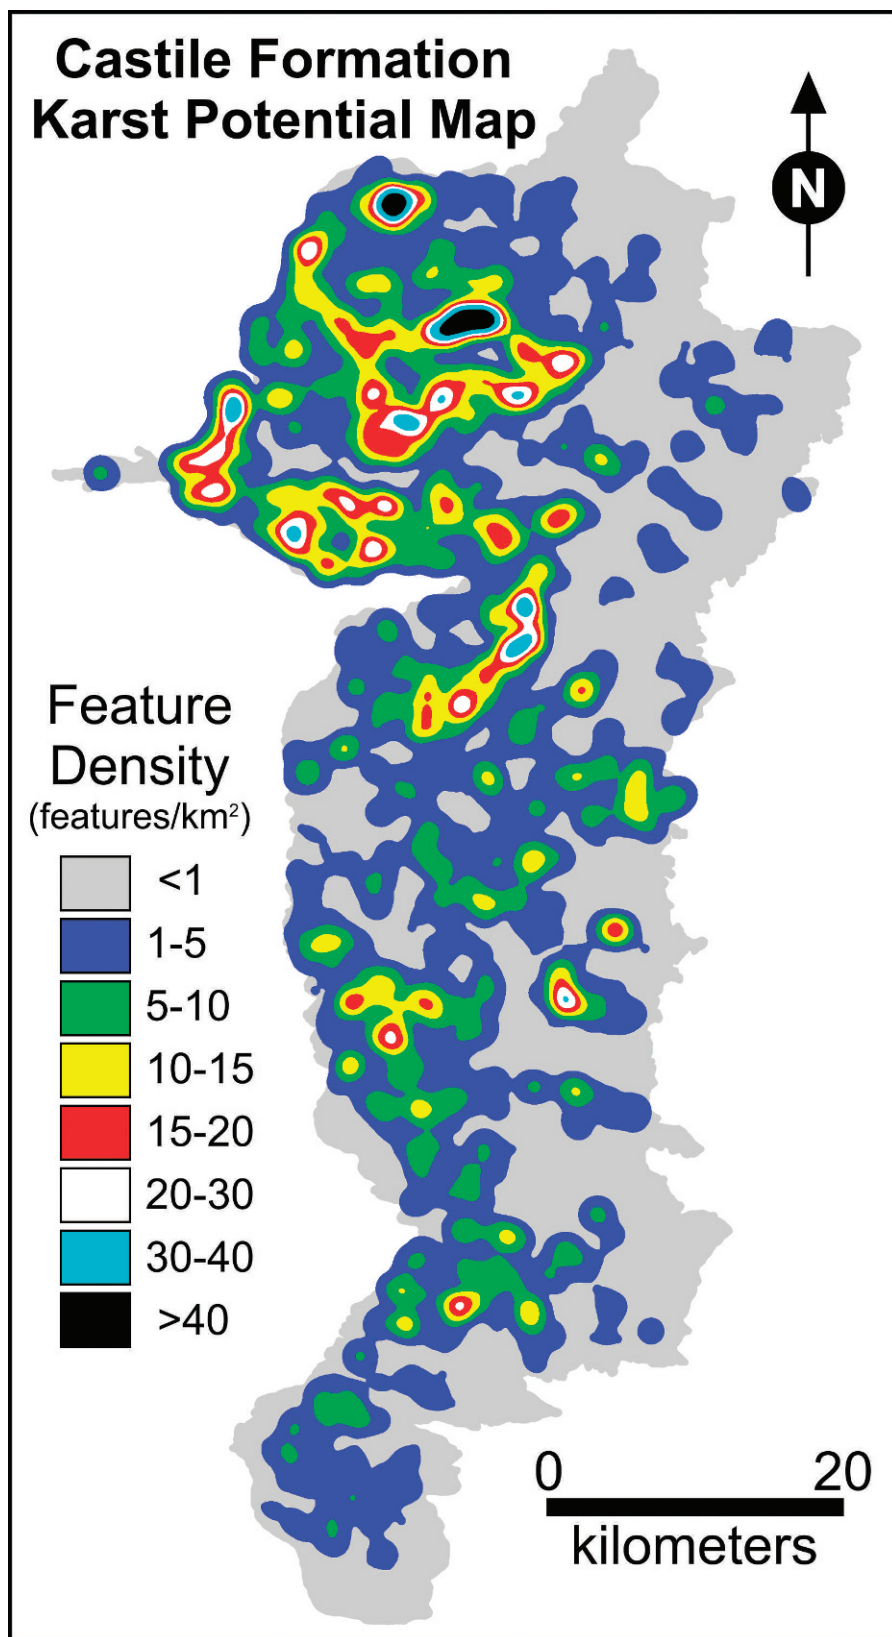 Castile Formation
Karst Potential Map
N
Feature
Density
(features/km²)
<1
1-5
5-10
10-15
15-20
20-30
30-40
>40
0 20
kilometers